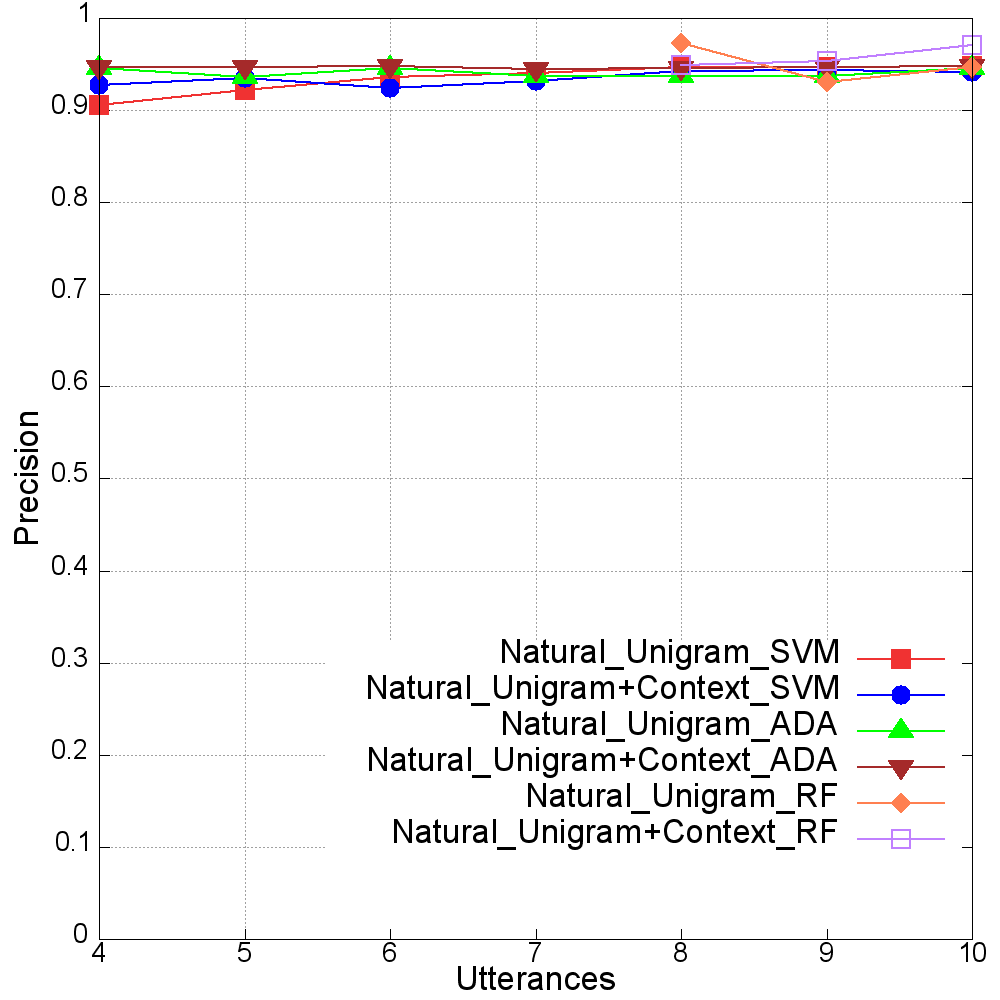 1
0.9
0.8
0.7
0.6
0.5
0.4
0.3
0.2
0.1
0
Precision
Natural_Unigram_SVM
Natural_Unigram+Context_SVM
Natural_Unigram_ADA
Natural_Unigram+Context_ADA
Natural_Unigram_RF
Natural_Unigram+Context_RF
4 5 6 7 8 9 10
Utterances